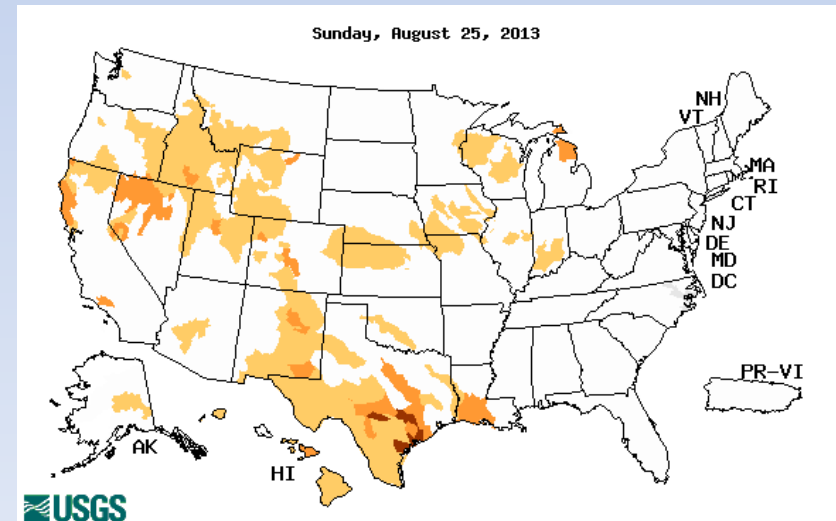 Sunday, August 25, 2013
NH
VT
MA
RI
CT
NJ
DE
MD
DC
PR-VI
AK
HI
USGS